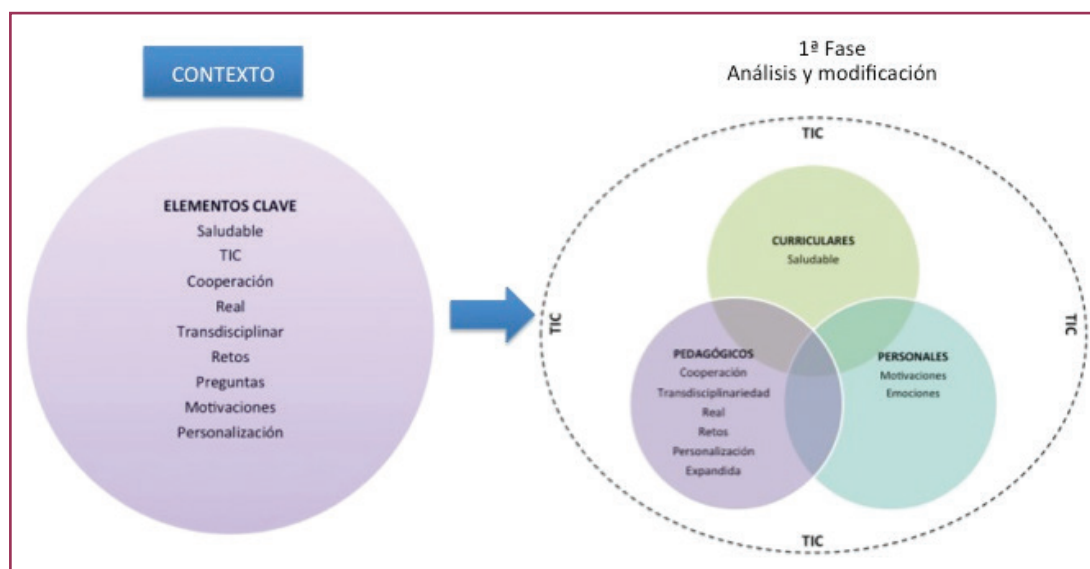 CONTEXTO
ELEMENTOS CLAVE
Saludable
TIC
Cooperación
Real
Transdisciplinar
Retos
Preguntas
Motivaciones
Personalización
1ª Fase
Análisis y modificación
TIC
CURRICULARES
Saludable
TIC
TIC
PEDAGÓGICOS
Cooperación
Transdisciplinariedad
Real
Retos
Personalización
Expandida
PERSONALES
Motivaciones
Emociones
TIC